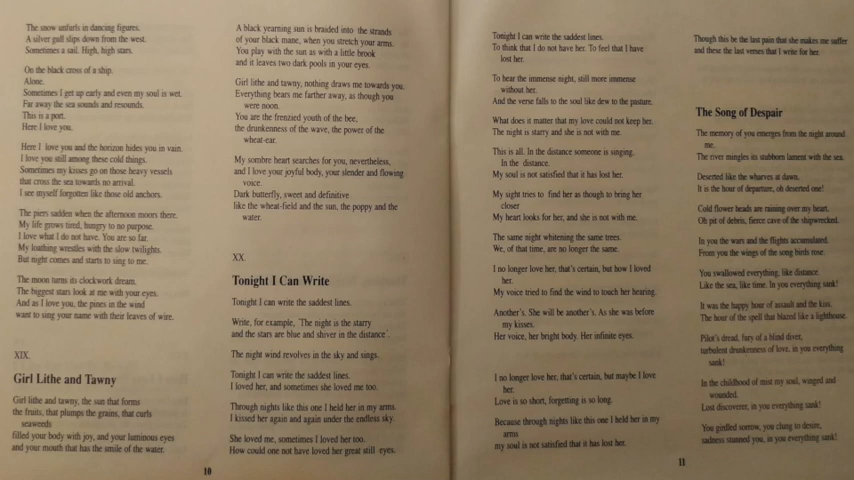 The snow unfurls in dancing figures.
A silver gull slips down from the west.
Sometimes a sail. High, high stars.
On the black cross of a ship.
Alone.
Sometimes I get up early and even my soul is wet.
Far away the sea sounds and resounds.
This is a port.
Here I love you.
Here I love you and the horizon hides you in vain.
I love you still among these cold things.
Sometimes my kisses go on those heavy vessels
that cross the sea towards no arrival.
I see myself forgotten like those old anchors.
The piers sadden when the afternoon moors there.
My life grows tired, hungry to no purpose.
I love what I do not have. You are so far.
My loathing wrestles with the slow twilights.
But night comes and starts to sing to me.
The moon turns its clockwork dream.
The biggest stars look at me with your eyes.
And as I love you, the pines in the wind
want to sing your name with their leaves of wire.
XIX.
Girl Lithe and Tawny
Girl lithe and tawny, the sun that forms
the fruits, that plumps the grains, that curls
seaweeds
filled your body with joy, and your luminous eyes
and your mouth that has the smile of the water.
A black yearning sun is braided into the strands
of your black mane, when you stretch your arms.
You play with the sun as with a little brook
and it leaves two dark pools in your eyes.
Girl lithe and tawny, nothing draws me towards you.
Everything bears me farther away, as though you
were noon.
You are the frenzied youth of the bee,
the drunkenness of the wave, the power of the
wheat-ear.
My sombre heart searches for you, nevertheless,
and I love your joyful body, your slender and flowing
voice.
Dark butterfly, sweet and definitive
like the wheat-field and the sun, the poppy and the
water.
XX.
Tonight I Can Write
Tonight I can write the saddest lines.
Write, for example, 'The night is the starry
and the stars are blue and shiver in the distance'.
The night wind revolves in the sky and sings.
Tonight I can write the saddest lines.
I loved her, and sometimes she loved me too.
Through nights like this one I held her in my arms.
I kissed her again and again under the endless sky.
She loved me, sometimes I loved her too.
How could one not have loved her great still eyes.
10
Tonight I can write the saddest lines.
To think that I do not have her. To feel that I have
lost her.
To hear the immense night, still more immense
without her.
And the verse falls to the soul like dew to the pasture.
What does it matter that my love could not keep her.
The night is starry and she is not with me.
This is all. In the distance someone is singing.
In the distance.
My soul is not satisfied that it has lost her.
My sight tries to find her as though to bring her
closer
My heart looks for her, and she is not with me.
The same night whitening the same trees.
We, of that time, are no longer the same.
I no longer love her, that's certain, but how I loved
her.
My voice tried to find the wind to touch her hearing.
Another's. She will be another's. As she was before
my kisses.
Her voice, her bright body. Her infinite eyes.
I no longer love her, that's certain, but maybe I love
her.
Love is so short, forgetting is so long.
Because through nights like this one I held her in my
arms
my soul is not satisfied that it has lost her.
Though this be the last pain that she makes me suffer
and these the last verses that I write for her.
The Song of Despair
The memory of you emerges from the night around
me.
The river mingles its stubborn lament with the sea.
Deserted like the wharves at dawn.
It is the hour of departure, oh deserted one!
Cold flower heads are raining over my heart.
Oh pit of debris, fierce cave of the shipwrecked.
In you the wars and the flights accumulated.
From you the wings of the song birds rose.
You swallowed everything, like distance.
Like the sea, like time. In you everything sank!
It was the happy hour of assault and the kiss.
The hour of the spell that blazed like a lighthouse.
Pilot's dread, fury of a blind diver,
turbulent drunkenness of love, in you everything
sank!
In the childhood of mist my soul, winged and
wounded.
Lost discoverer, in you everything sank!
You girdled sorrow, you clung to desire,
sadness stunned you, in you everything sank!
11